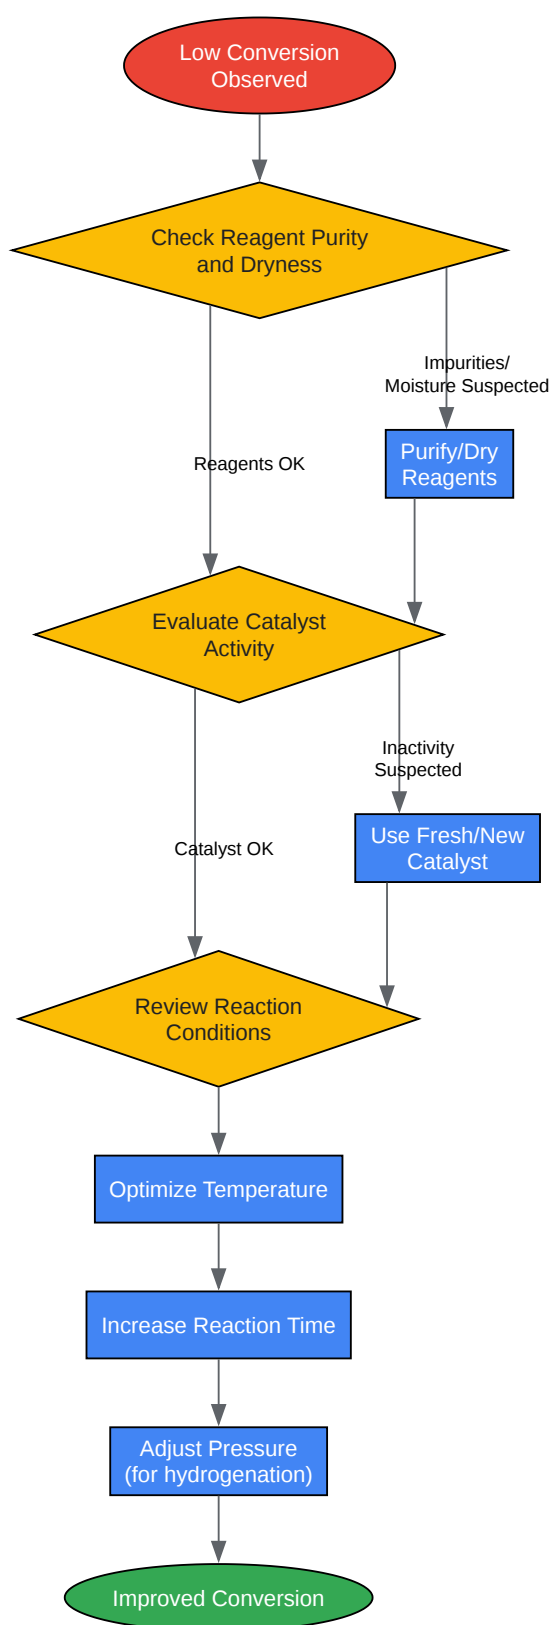 Low Conversion
Observed
Check Reagent Purity
and Dryness
Impurities/
Moisture Suspected
Purify/Dry
Reagents
Reagents OK
Evaluate Catalyst
Activity
Inactivity
Suspected
Use Fresh/New
Catalyst
Catalyst OK
Review Reaction
Conditions
Optimize Temperature
Increase Reaction Time
Adjust Pressure
(for hydrogenation)
Improved Conversion